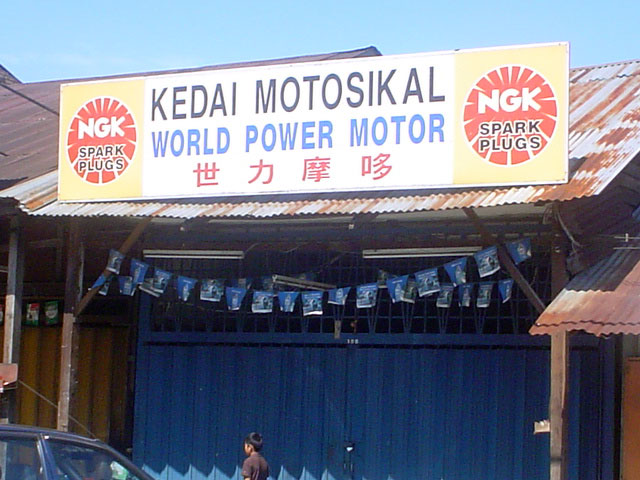 KEDAI MOTOSIKAL
WORLD POWER MOTOR
世力摩哆
NGK
SPARK
PLUGS
NGK
SPARK
PLUGS